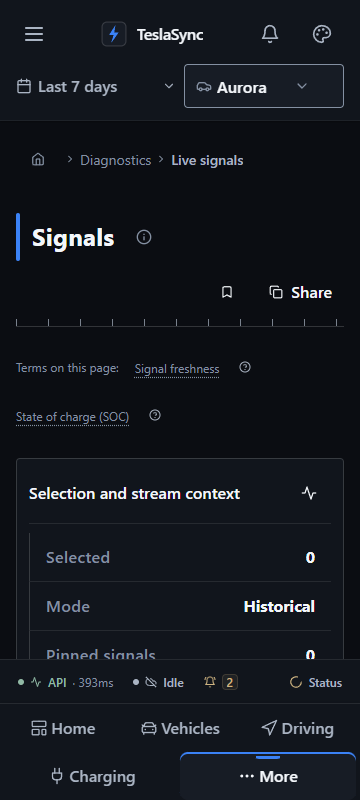 TeslaSync
Last 7 days
Aurora
Diagnostics
Live signals
Signals
Share
Terms on this page: Signal freshness
State of charge (SOC)
Selection and stream context
Selected 0
Mode Historical
Pinned signals 0
API · 393ms Idle 2 Status
Home Vehicles Driving
Charging More